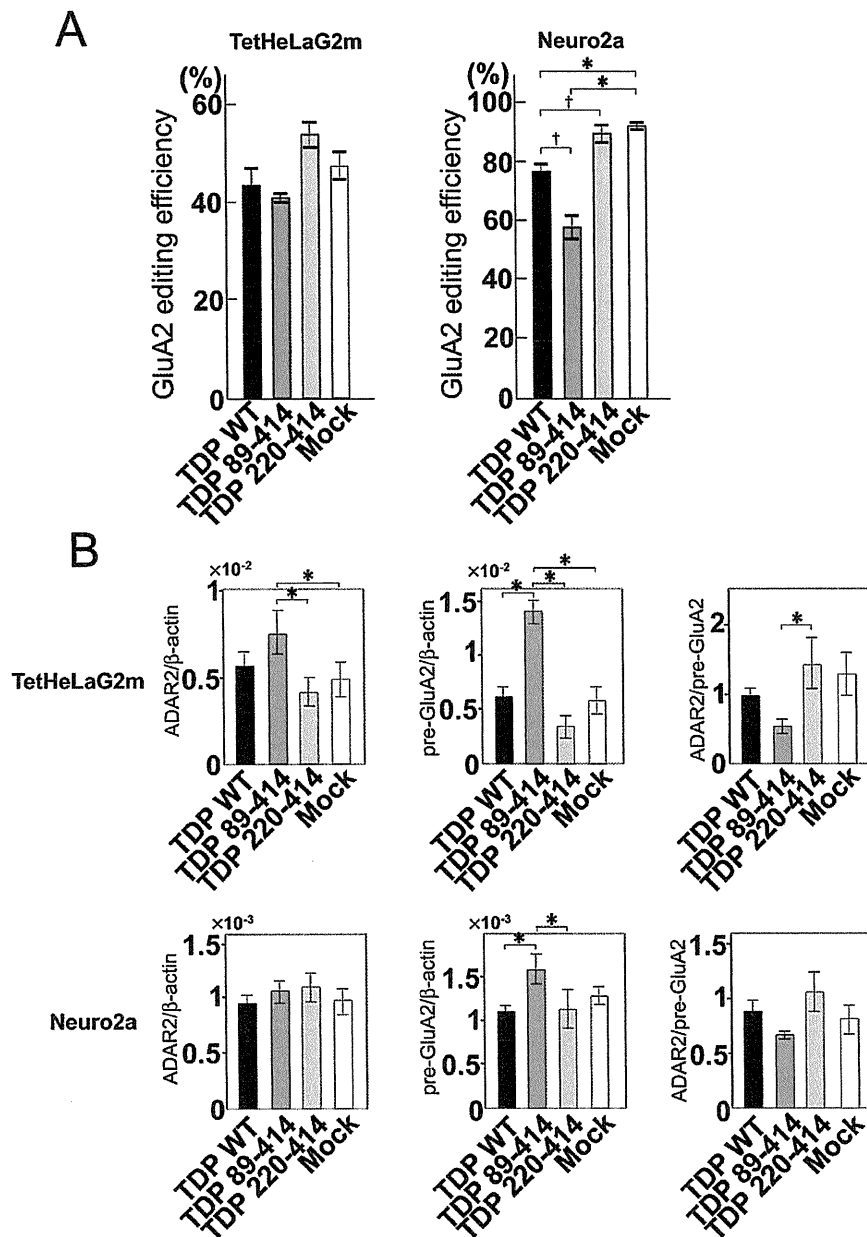 A
TetHeLaG2m
(%)
GluA2 editing efficiency
60
40
20
0
TDP WT
TDP 89-414
TDP 220-414
Mock
Neuro2a
(%)
GluA2 editing efficiency
100
80
60
40
20
0
*
*
†
†
TDP WT
TDP 89-414
TDP 220-414
Mock
B
TetHeLaG2m
×10-2
ADAR2/β-actin
1
0.5
0
*
*
TDP WT
TDP 89-414
TDP 220-414
Mock
×10-2
pre-GluA2/β-actin
1.5
1
0.5
0
*
*
*
TDP WT
TDP 89-414
TDP 220-414
Mock
ADAR2/pre-GluA2
2
1
0
*
TDP WT
TDP 89-414
TDP 220-414
Mock
Neuro2a
×10-3
ADAR2/β-actin
1.5
1
0.5
0
TDP WT
TDP 89-414
TDP 220-414
Mock
×10-3
pre-GluA2/β-actin
2
1.5
1
0.5
0
*
*
TDP WT
TDP 89-414
TDP 220-414
Mock
ADAR2/pre-GluA2
1.5
1
0.5
0
TDP WT
TDP 89-414
TDP 220-414
Mock